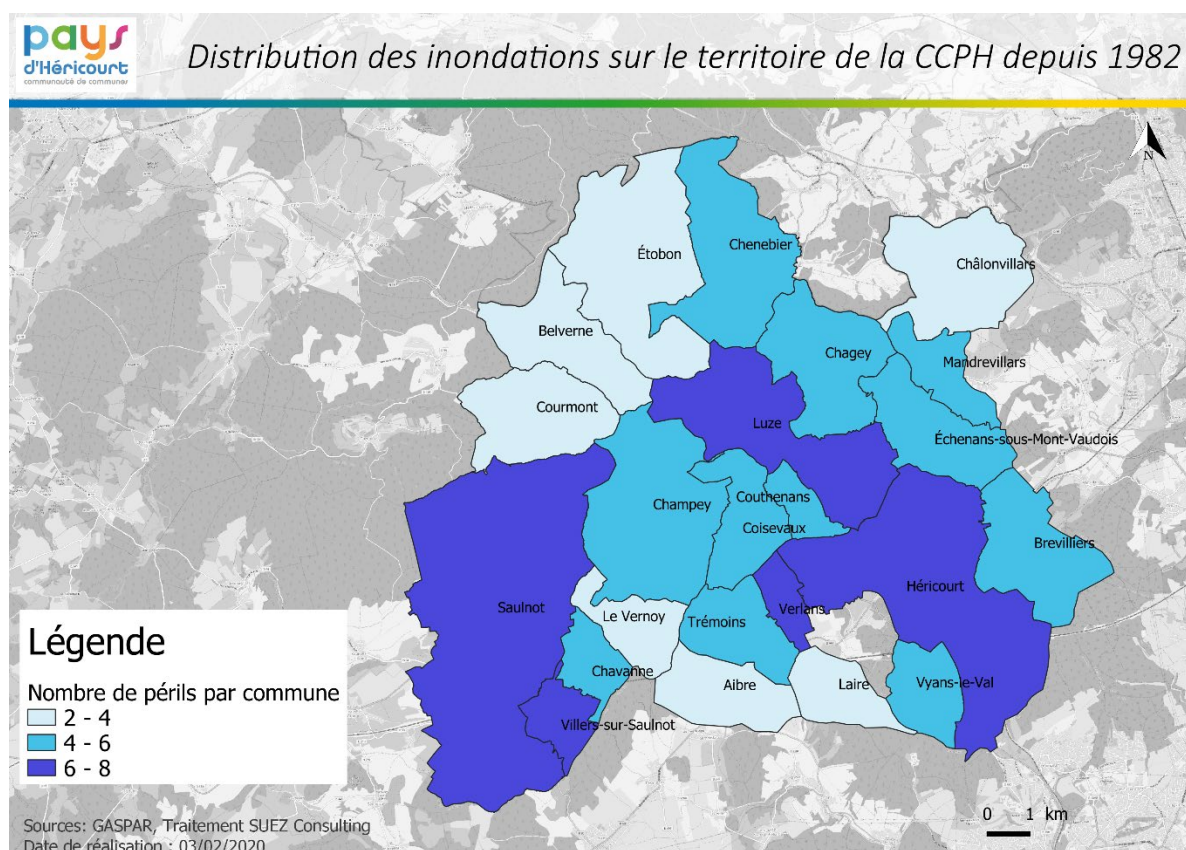 pays
d'Héricourt
communauté de communes
Distribution des inondations sur le territoire de la CCPH depuis 1982
N
Étobon
Chenebier
Châlonvillars
Belverne
Chagey
Mandrevillars
Courmont
Luze
Échenans-sous-Mont-Vaudois
Champey
Couthenans
Coisevaux
Brevilliers
Héricourt
Saulnot
Le Vernoy
Trémoins
Verlans
Chavanne
Aibre
Laire
Vyans-le-Val
Villers-sur-Saulnot
Légende
Nombre de périls par commune
2 - 4
4 - 6
6 - 8
0 1 km
Sources: GASPAR, Traitement SUEZ Consulting
Date de réalisation : 03/02/2020